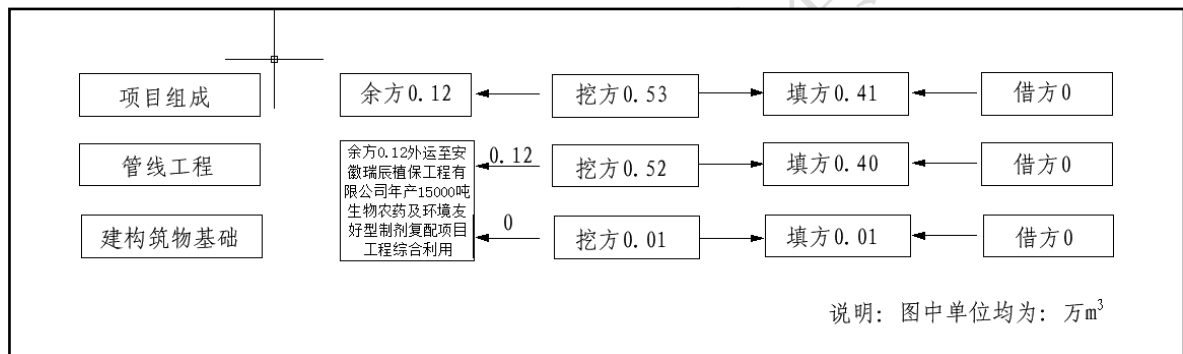 项目组成 余方0.12 挖方0.53 填方0.41 借方0
管线工程
余方0.12外运至安
徽瑞辰植保工程有
限公司年产15000吨
生物农药及环境友
好型制剂复配项目
工程综合利用
0.12 挖方0.52 填方0.40 借方0
建构筑物基础 0 挖方0.01 填方0.01 借方0
说明：图中单位均为：万m³